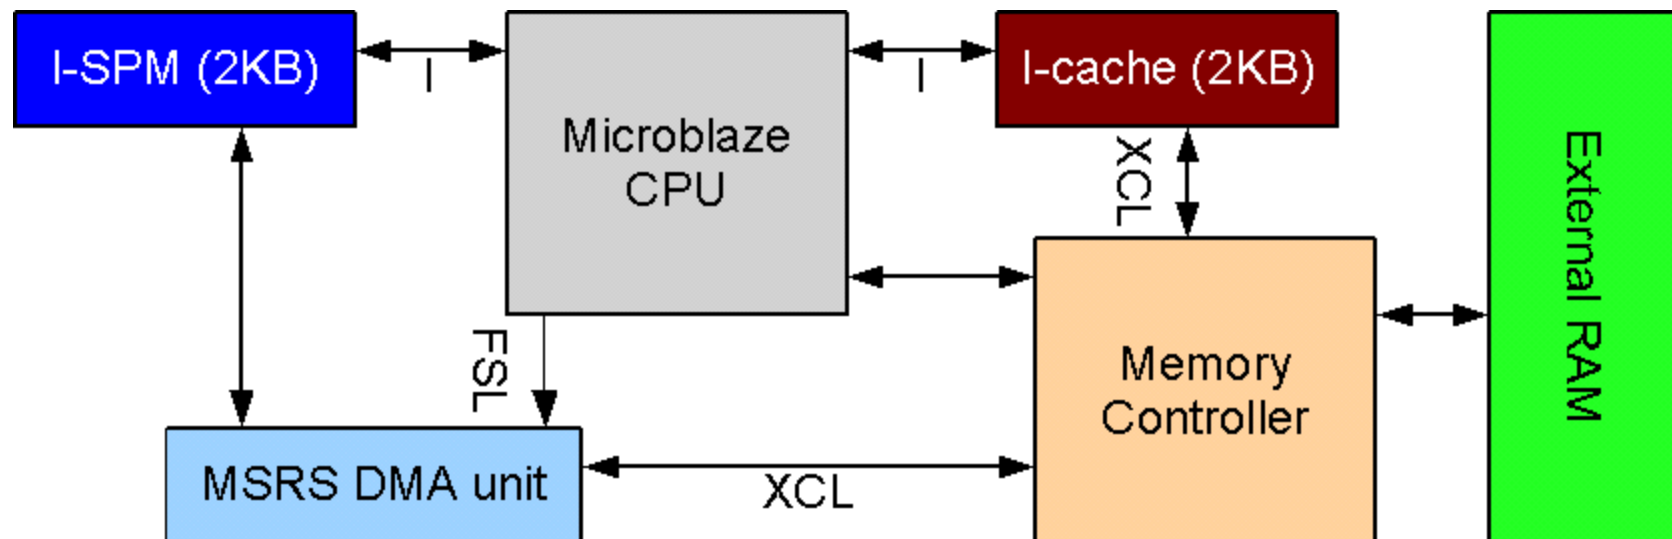 I-SPM (2KB)
I
Microblaze
CPU
I
I-cache (2KB)
XCL
External RAM
FSL
Memory
Controller
MSRS DMA unit
XCL